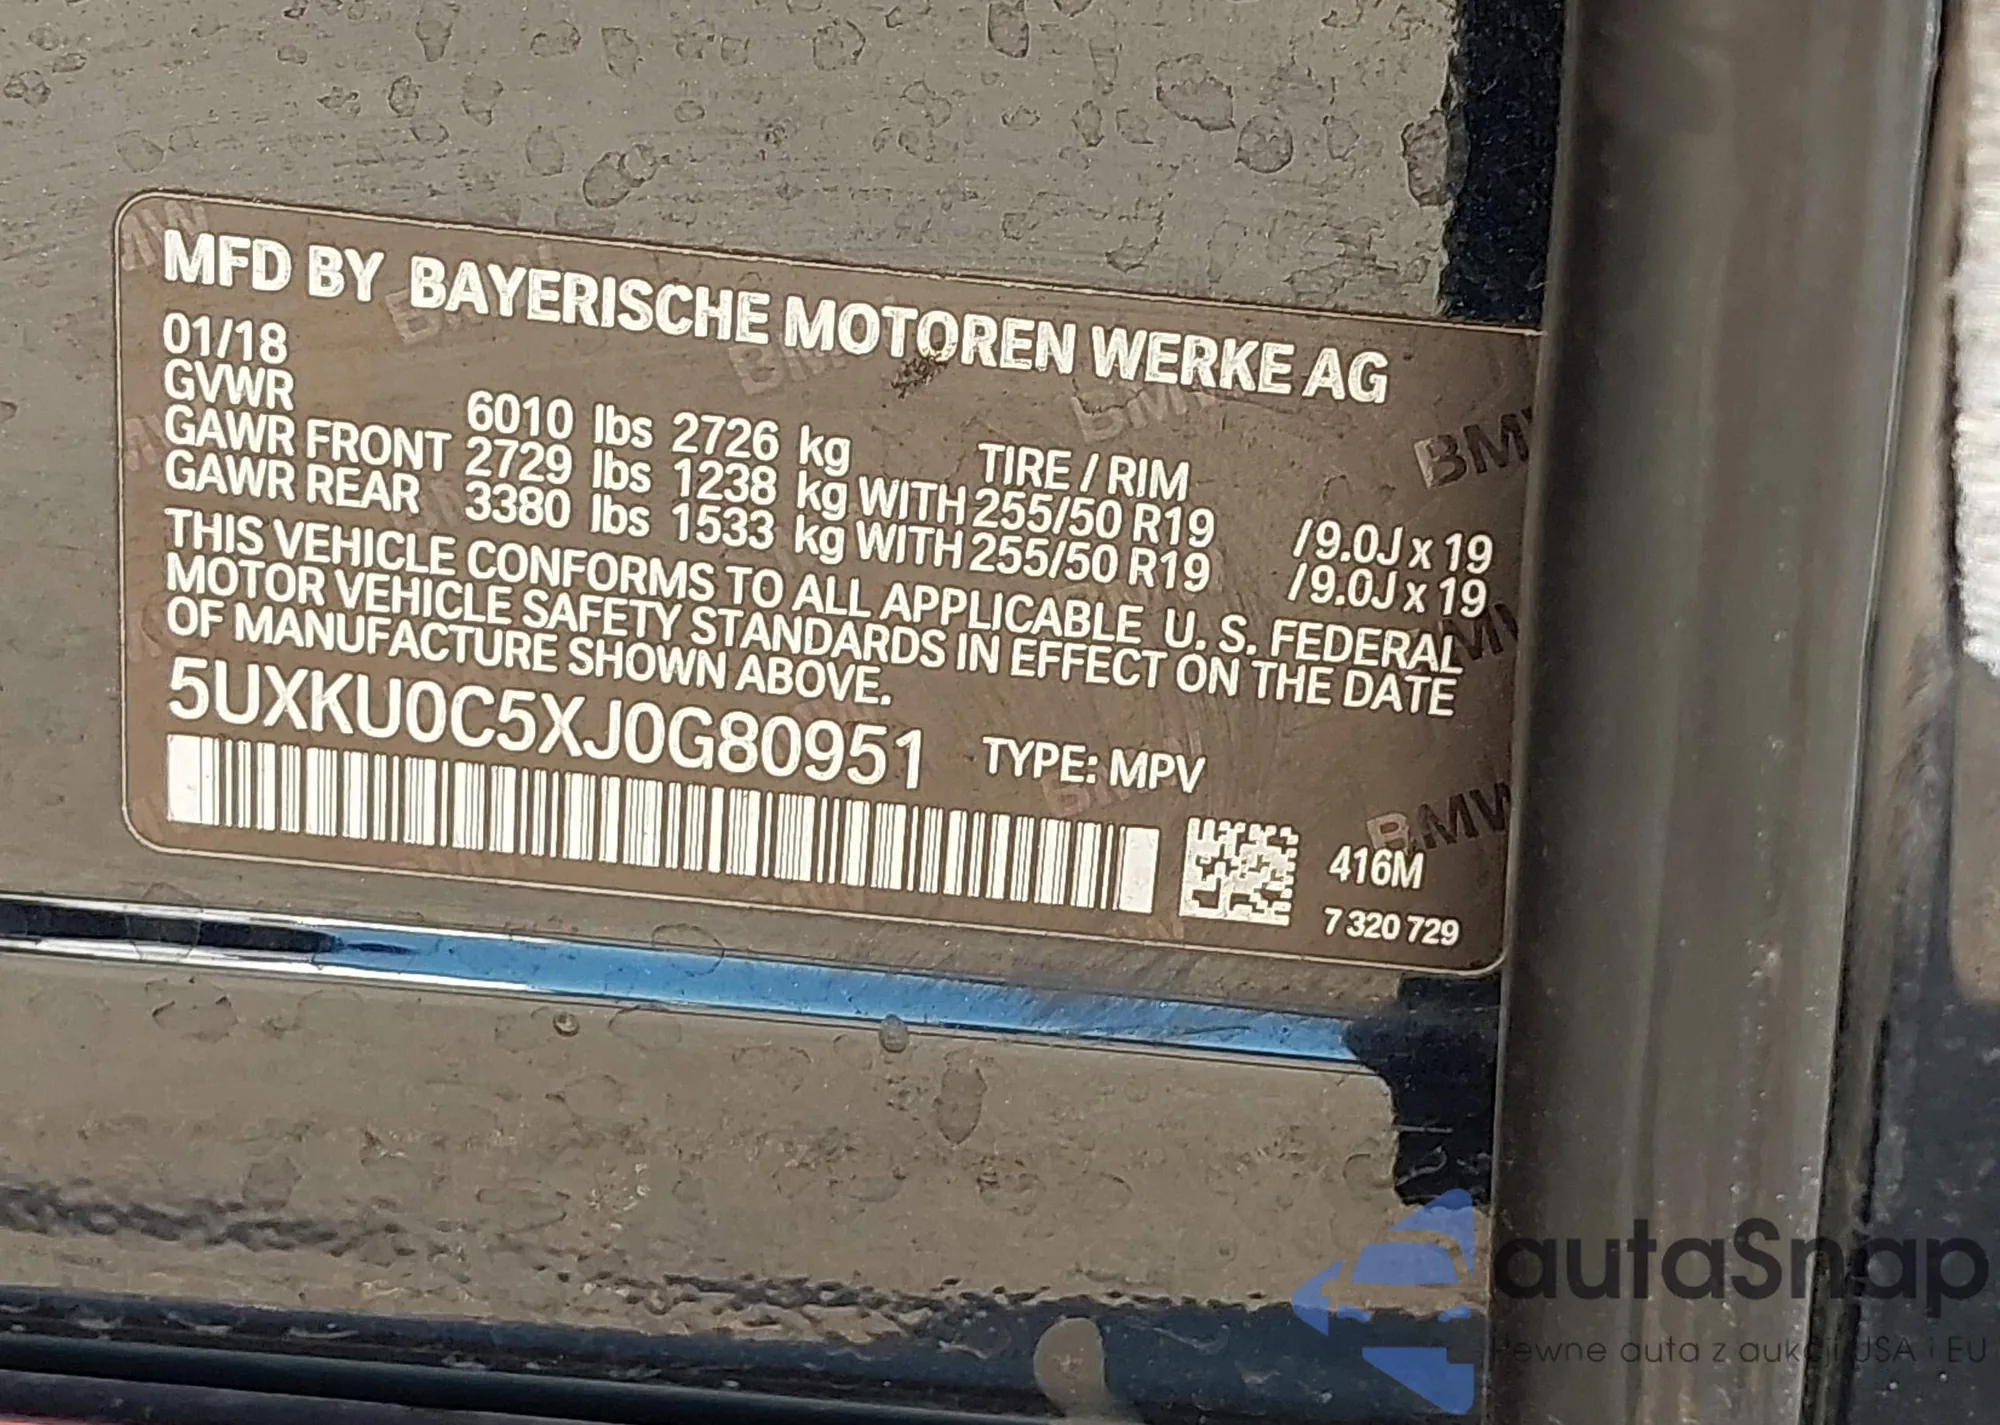 MFD BY BAYERISCHE MOTOREN WERKE AG
01/18
GVWR 6010 lbs 2726 kg TIRE / RIM
GAWR FRONT 2729 lbs 1238 kg WITH 255/50 R19 /9.0J x 19
GAWR REAR 3380 lbs 1533 kg WITH 255/50 R19 /9.0J x 19
THIS VEHICLE CONFORMS TO ALL APPLICABLE U. S. FEDERAL
MOTOR VEHICLE SAFETY STANDARDS IN EFFECT ON THE DATE
OF MANUFACTURE SHOWN ABOVE.
5UXKU0C5XJ0G80951 TYPE: MPV
416M
7 320 729
autaSnap
Pewne auta z aukcji USA i EU